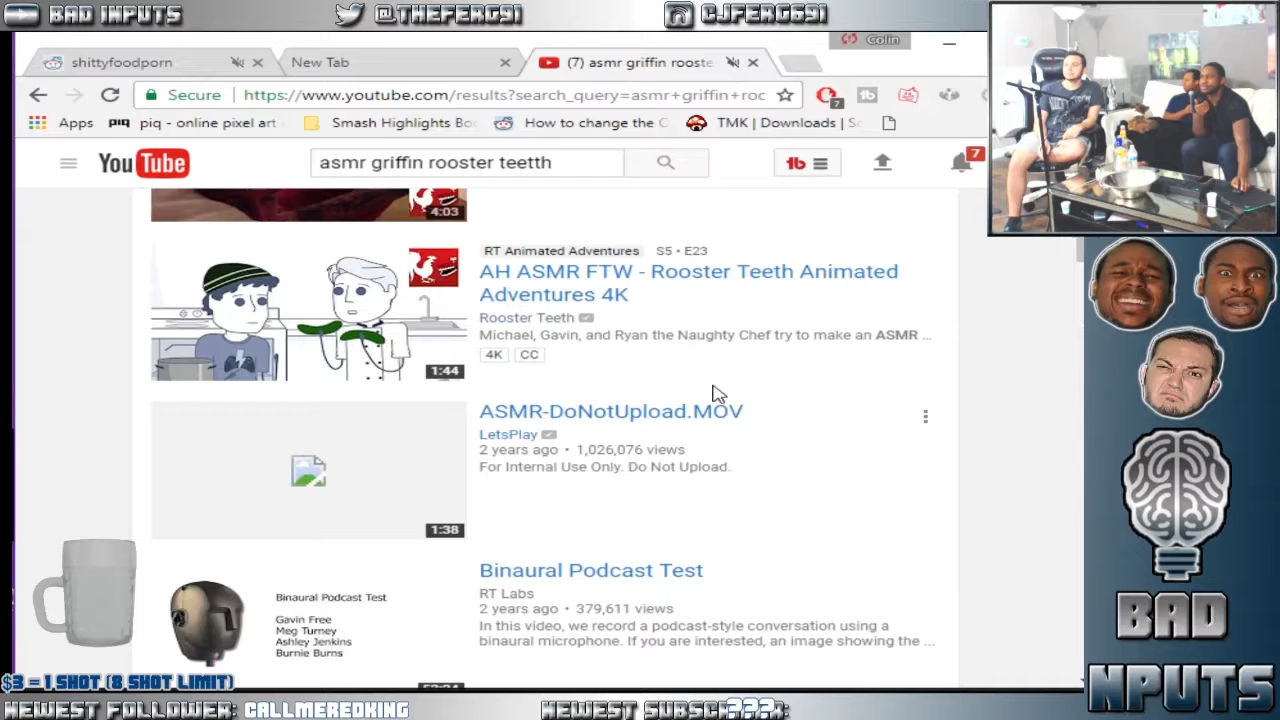 BAD INPUTS
@THEFERG91
CJFERG691
Colin
shittyfoodporn
New Tab
(7) asmr griffin rooste
Secure
https://www.youtube.com/results?search_query=asmr+griffin+roc
7
Apps
piq - online pixel art
Smash Highlights Bo
How to change the C
TMK | Downloads | Sc
YouTube
asmr griffin rooster teetth
7
4:03
RT Animated Adventures S5 • E23
AH ASMR FTW - Rooster Teeth Animated
Adventures 4K
Rooster Teeth
Michael, Gavin, and Ryan the Naughty Chef try to make an ASMR ...
4K CC
1:44
ASMR-DoNotUpload.MOV
LetsPlay
2 years ago • 1,026,076 views
For Internal Use Only. Do Not Upload.
1:38
Binaural Podcast Test
RT Labs
2 years ago • 379,611 views
In this video, we record a podcast-style conversation using a
binaural microphone. If you are interested, an image showing the ...
Binaural Podcast Test
Gavin Free
Meg Turney
Ashley Jenkins
Burnie Burns
BAD
NPUTS
$3 = 1 SHOT (8 SHOT LIMIT)
NEWEST FOLLOWER: CALLMEREDKING
NEWEST SUBSC ???: